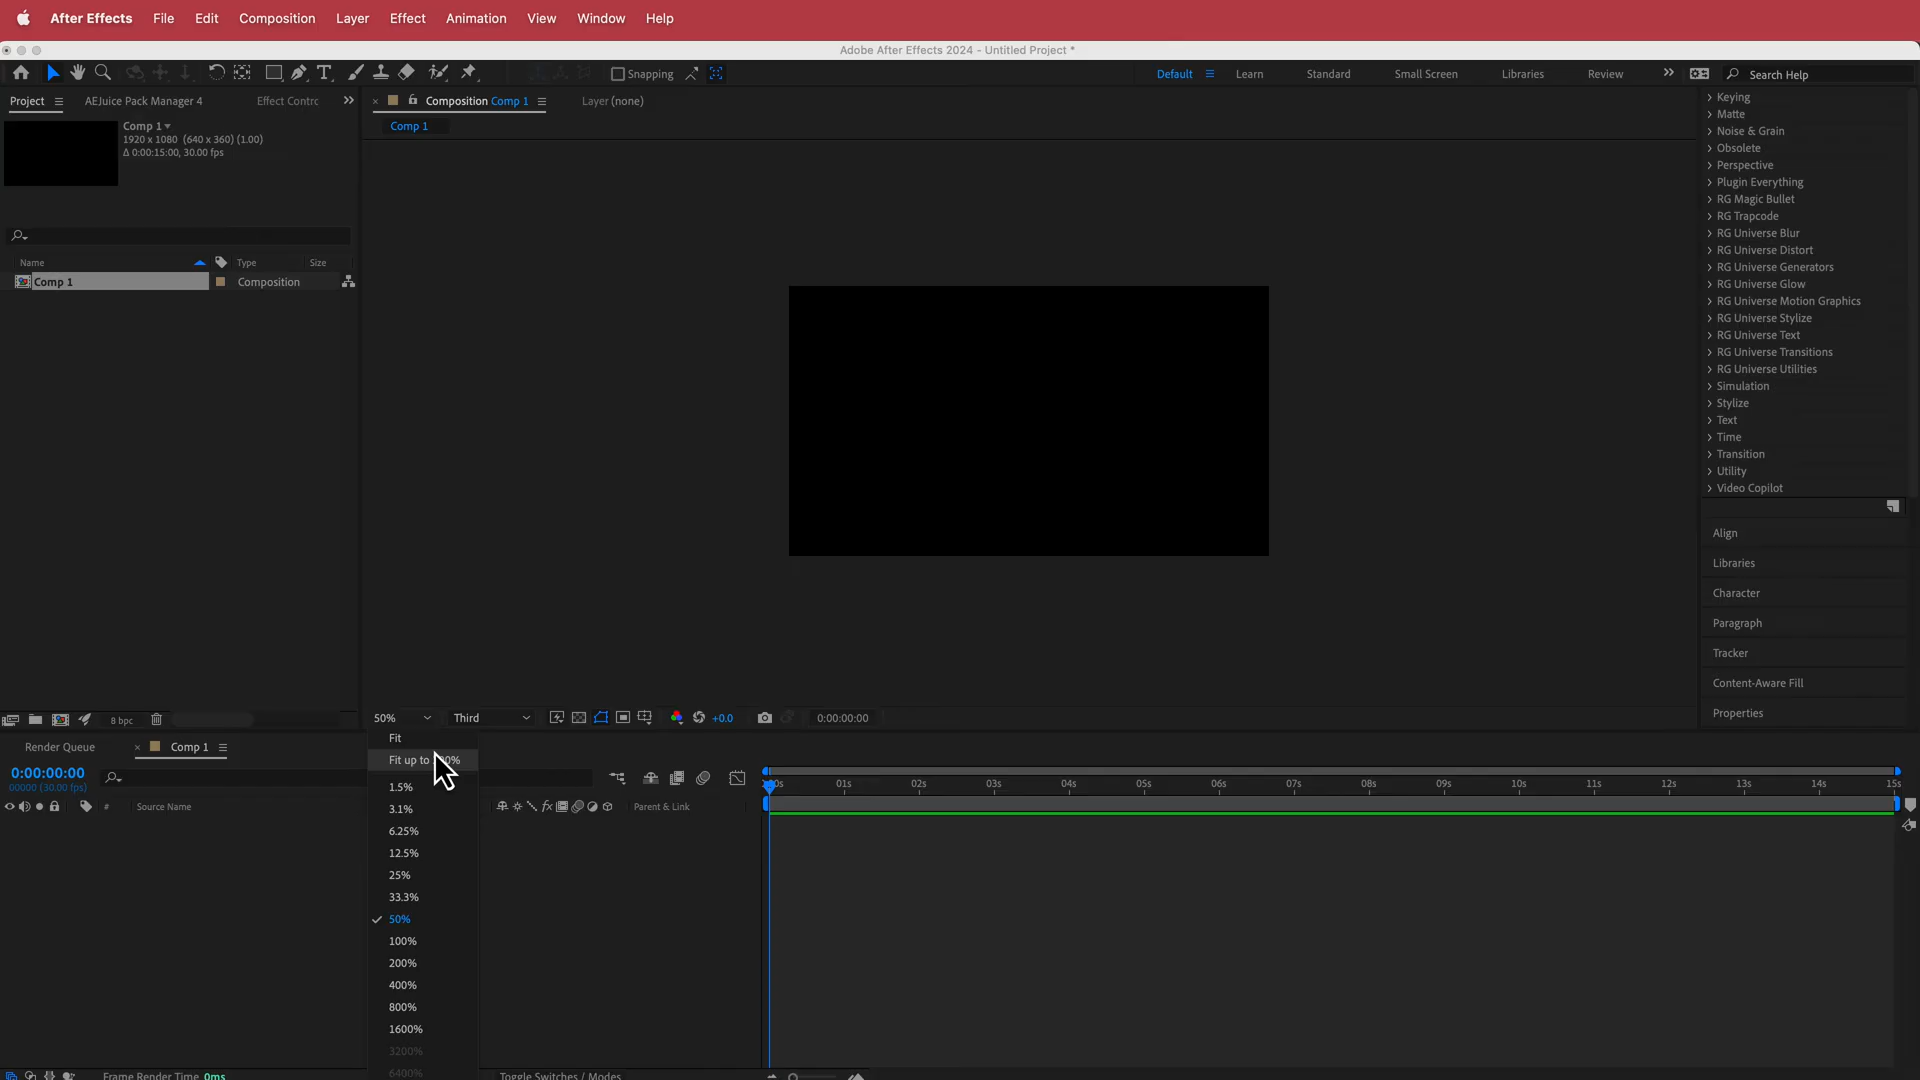 After Effects File Edit Composition Layer Effect Animation View Window Help
Adobe After Effects 2024 - Untitled Project *
Snapping
Default Learn Standard Small Screen Libraries Review Search Help
Project AEJuice Pack Manager 4 Effect Contrc
Composition Comp 1 Layer (none)
Comp 1
Comp 1
1920 x 1080 (640 x 360) (1.00)
Δ 0:00:15:00, 30.00 fps
Name Type Size
Comp 1 Composition
Keying
Matte
Noise & Grain
Obsolete
Perspective
Plugin Everything
RG Magic Bullet
RG Trapcode
RG Universe Blur
RG Universe Distort
RG Universe Generators
RG Universe Glow
RG Universe Motion Graphics
RG Universe Stylize
RG Universe Text
RG Universe Transitions
RG Universe Utilities
Simulation
Stylize
Text
Time
Transition
Utility
Video Copilot
Align
Libraries
Character
Paragraph
Tracker
Content-Aware Fill
Properties
8 bpc
50% Third +0.0 0:00:00:00
Render Queue Comp 1
0:00:00:00
00000 (30.00 fps)
# Source Name
fx Parent & Link
Fit
Fit up to
1.5%
3.1%
6.25%
12.5%
25%
33.3%
50%
100%
200%
400%
800%
1600%
3200%
6400%
01s 02s 03s 04s 05s 06s 07s 08s 09s 10s 11s 12s 13s 14s 15s
Frame Render Time 0ms
Toggle Switches / Modes